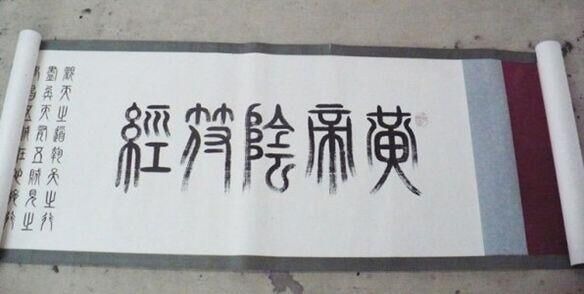 黄帝陰符經
觀天之道執天之行
盡矣天有五賊見之